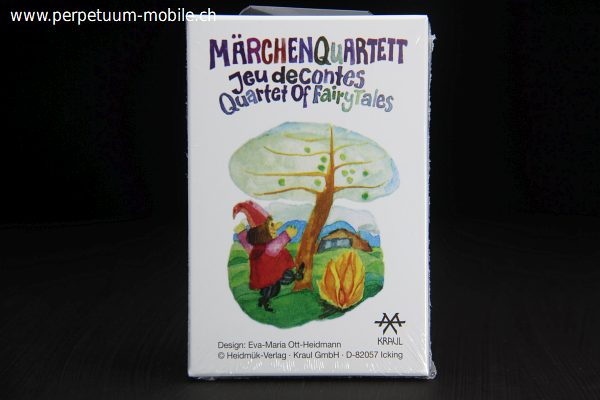 www.perpetuum-mobile.ch
MÄRCHENQuARTETT
Jeu de contes
Quartet Of FairyTales
KRAUL
Design: Eva-Maria Ott-Heidmann
© Heidmük-Verlag · Kraul GmbH · D-82057 Icking